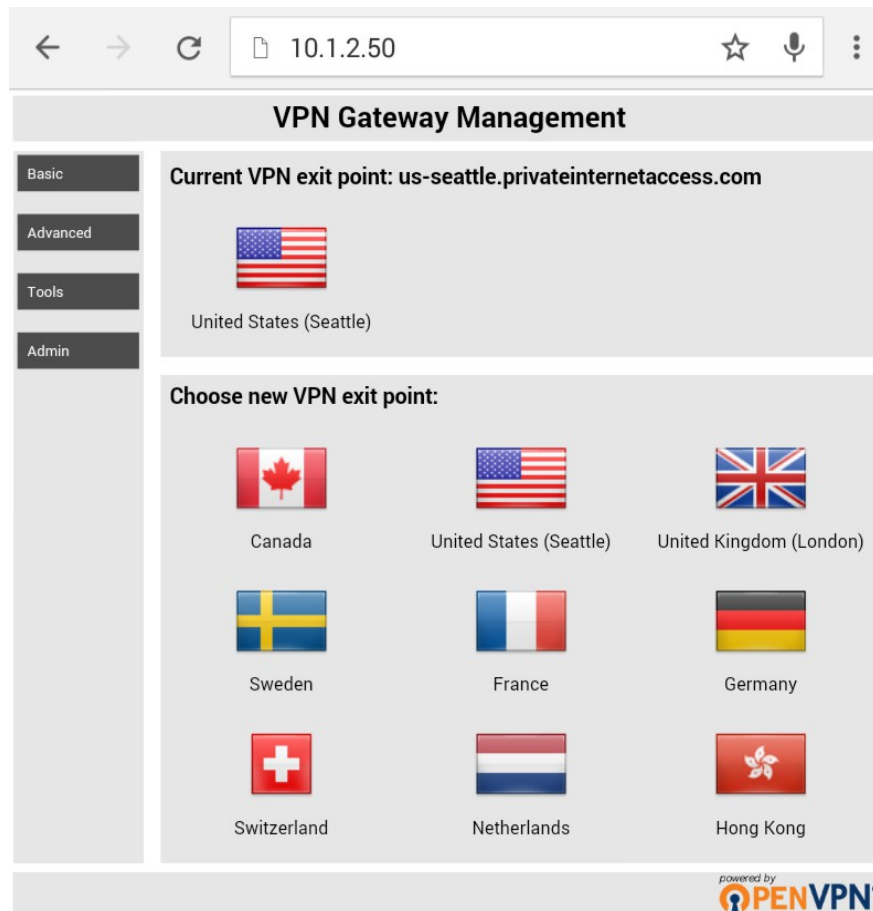 10.1.2.50
VPN Gateway Management
Basic
Advanced
Tools
Admin
Current VPN exit point: us-seattle.privateinternetaccess.com
United States (Seattle)
Choose new VPN exit point:
Canada
United States (Seattle)
United Kingdom (London)
Sweden
France
Germany
Switzerland
Netherlands
Hong Kong
powered by
OPENVPN